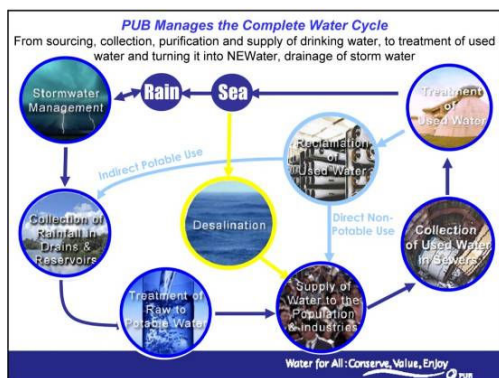 PUB Manages the Complete Water Cycle
From sourcing, collection, purification and supply of drinking water, to treatment of used
water and turning it into NEWater, drainage of storm water
Stormwater
Management
Rain
Sea
Treatment
of
Used Water
Reclamation
of
Used Water
Indirect Potable Use
Collection of
Rainfall in
Drains &
Reservoirs
Desalination
Direct Non-
Potable Use
Collection
of Used Water
in Sewers
Treatment of
Raw to
Potable Water
Supply of
Water to the
Population
& Industries
Water for All: Conserve, Value, Enjoy
PUB